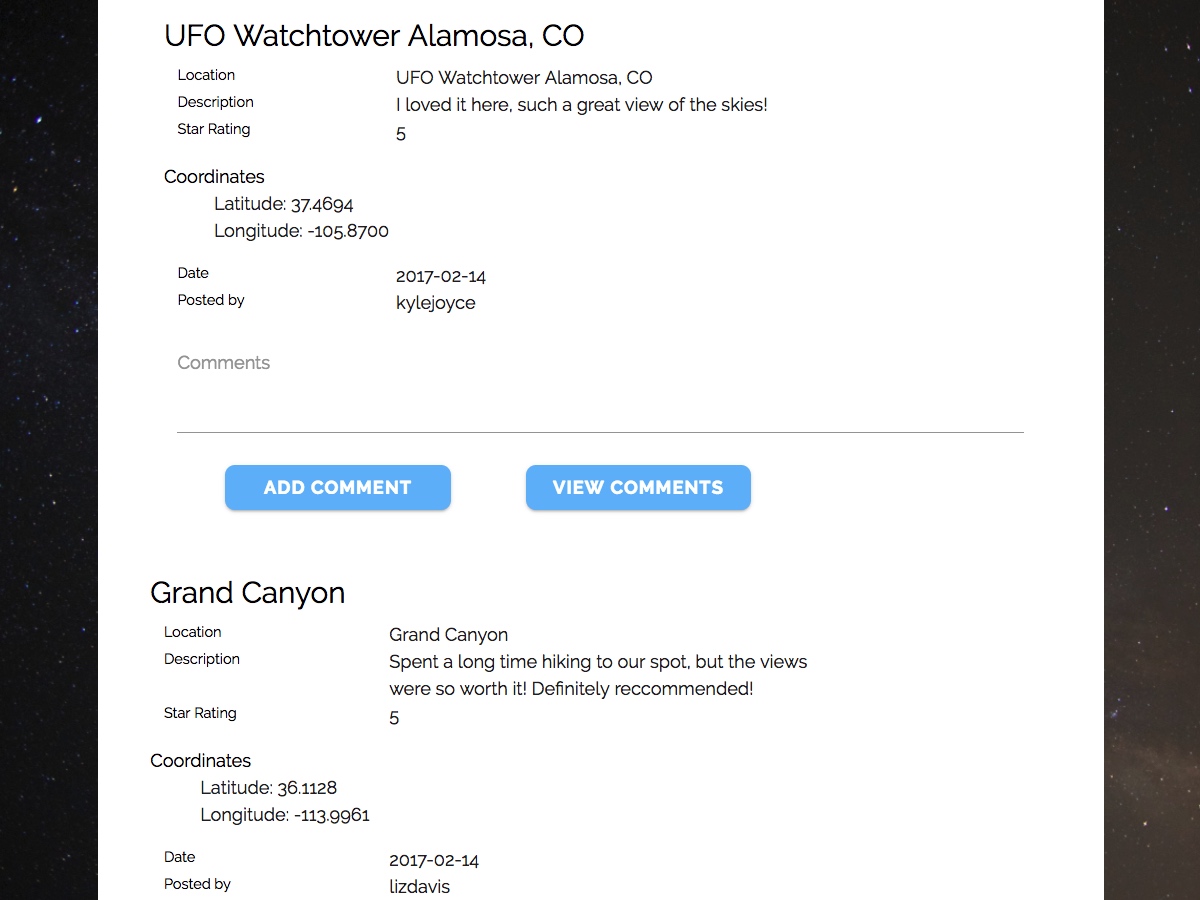 UFO Watchtower Alamosa, CO
Location UFO Watchtower Alamosa, CO
Description I loved it here, such a great view of the skies!
Star Rating 5
Coordinates
Latitude: 37.4694
Longitude: -105.8700
Date 2017-02-14
Posted by kylejoyce
Comments
ADD COMMENT VIEW COMMENTS
Grand Canyon
Location Grand Canyon
Description Spent a long time hiking to our spot, but the views
were so worth it! Definitely reccommended!
Star Rating 5
Coordinates
Latitude: 36.1128
Longitude: -113.9961
Date 2017-02-14
Posted by lizdavis